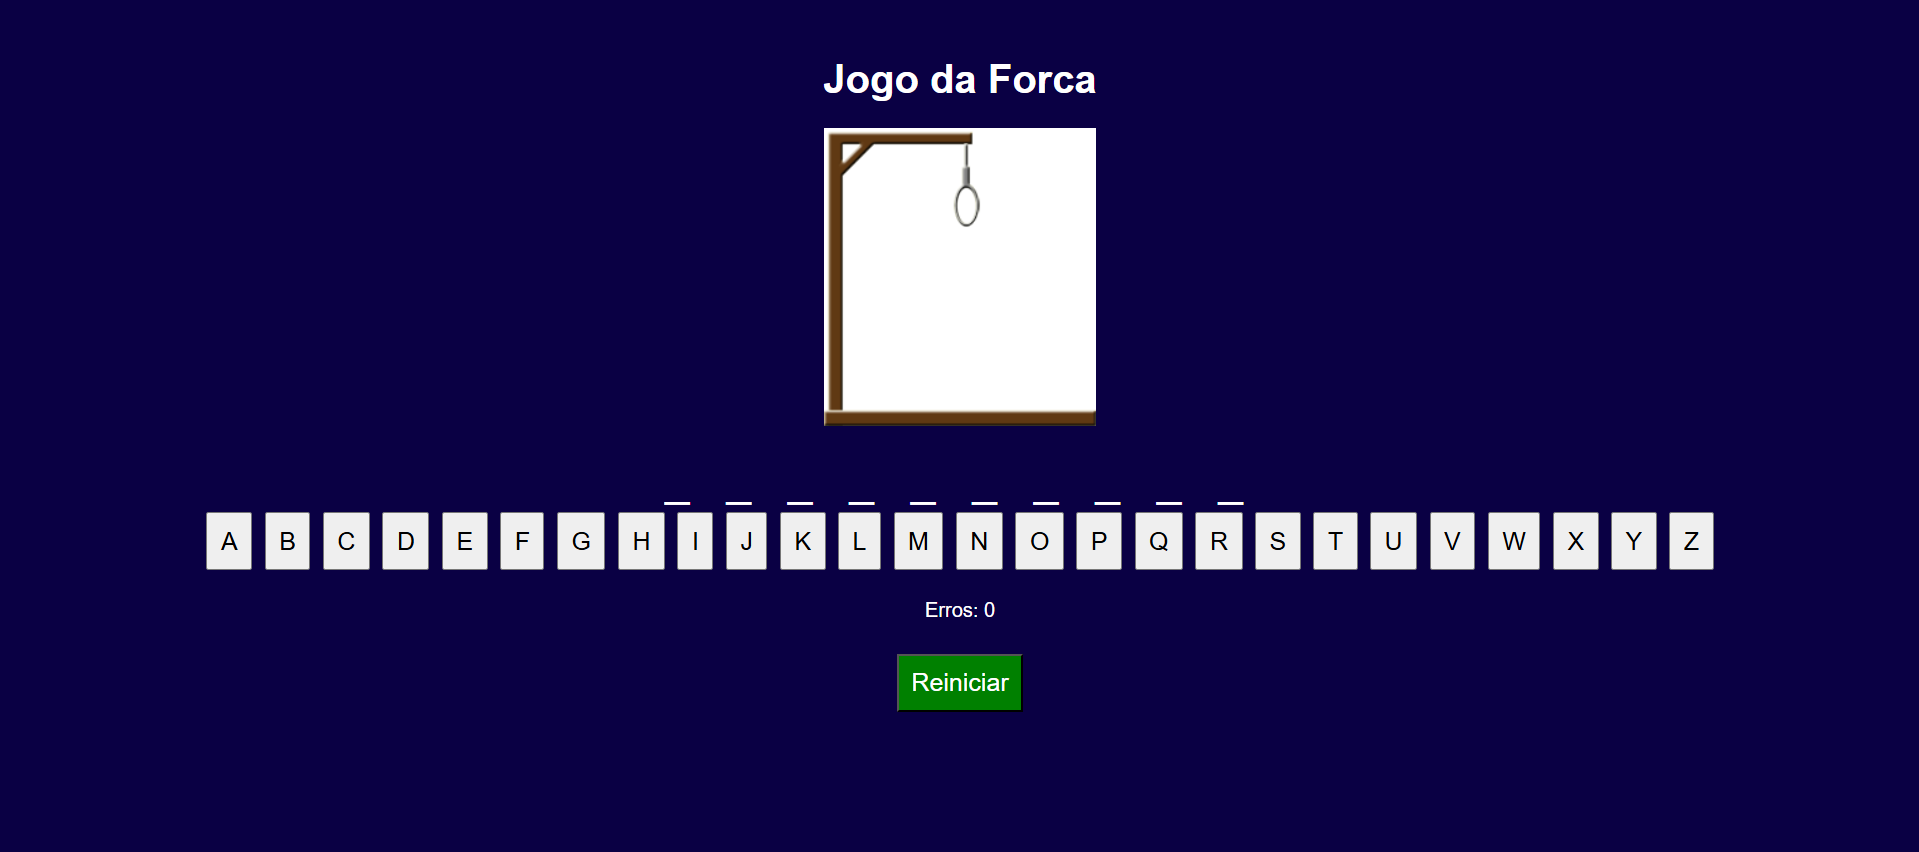 Jogo da Forca
_ _ _ _ _ _ _ _ _ _
A B C D E F G H I J K L M N O P Q R S T U V W X Y Z
Erros: 0
Reiniciar